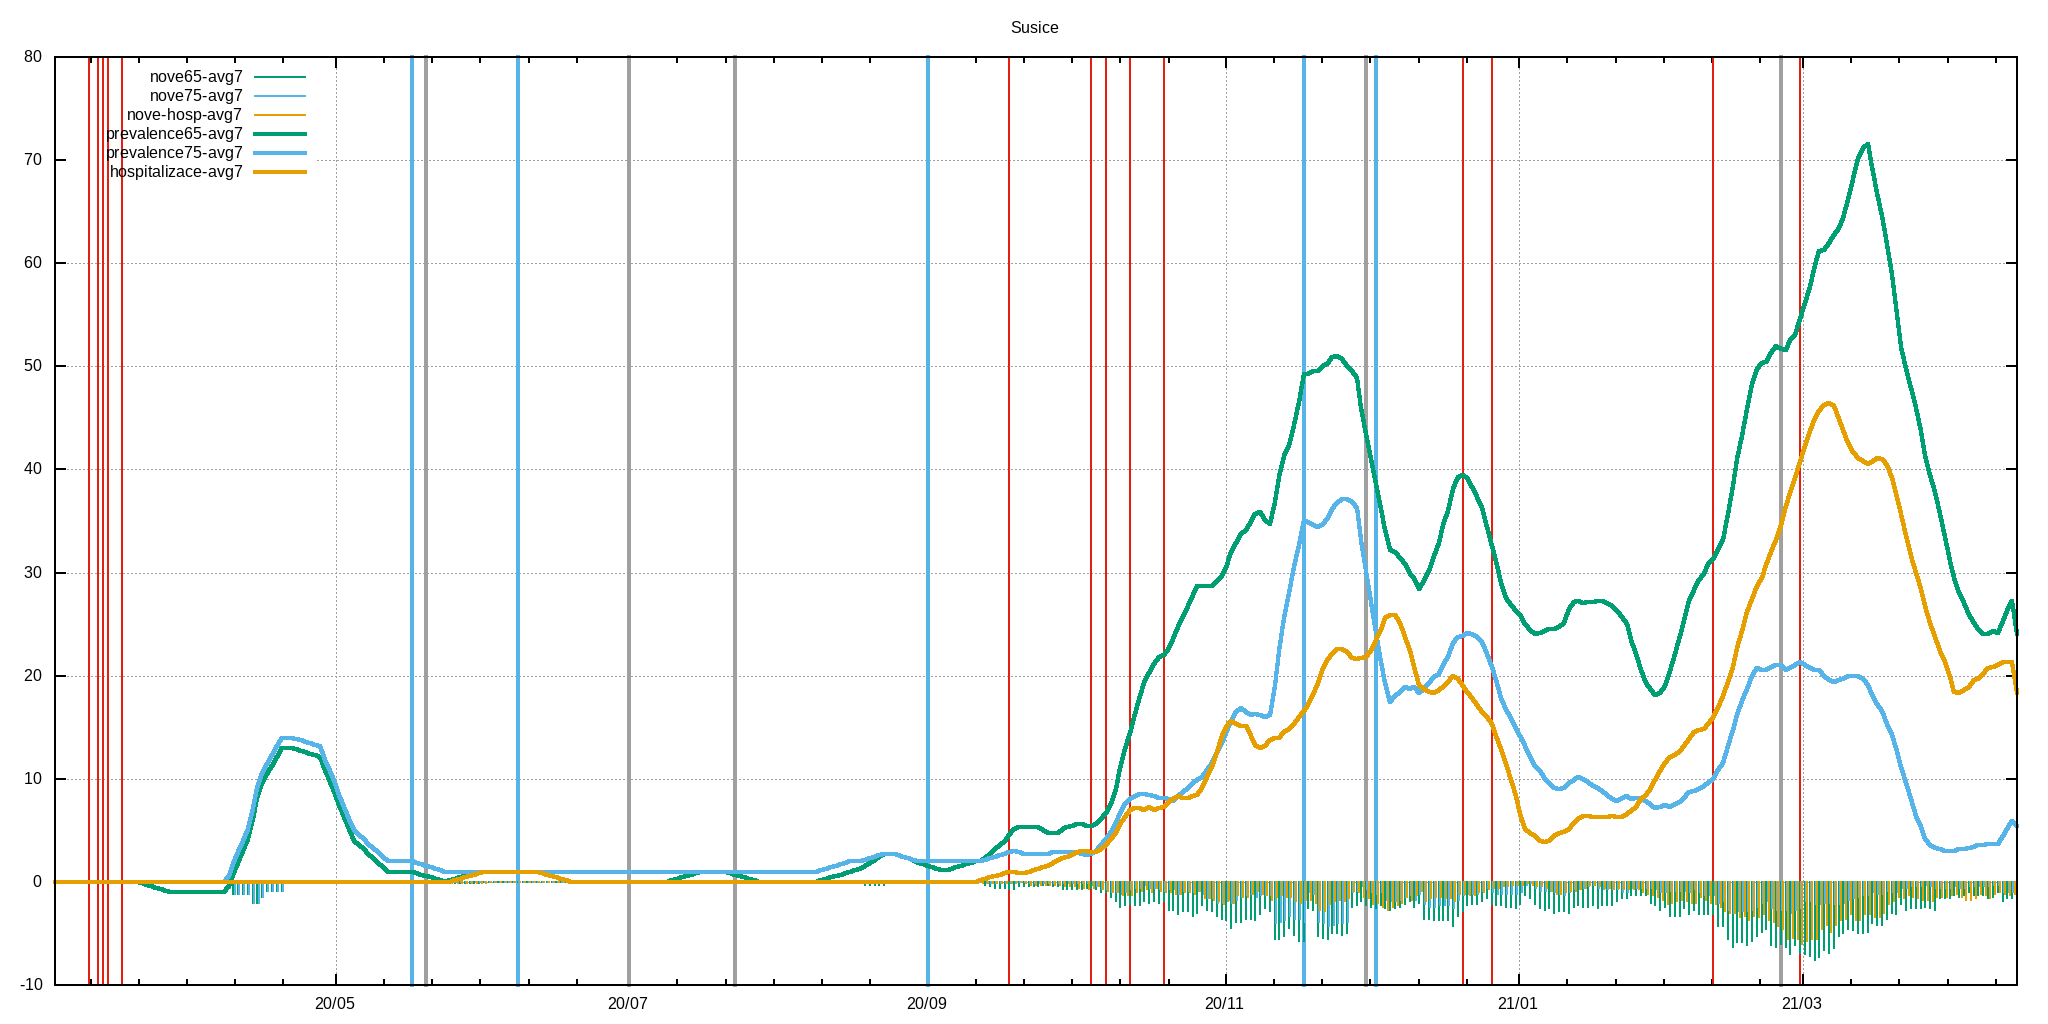 Susice
nove65-avg7
nove75-avg7
nove-hosp-avg7
prevalence65-avg7
prevalence75-avg7
hospitalizace-avg7
80
70
60
50
40
30
20
10
0
-10
20/05 20/07 20/09 20/11 21/01 21/03